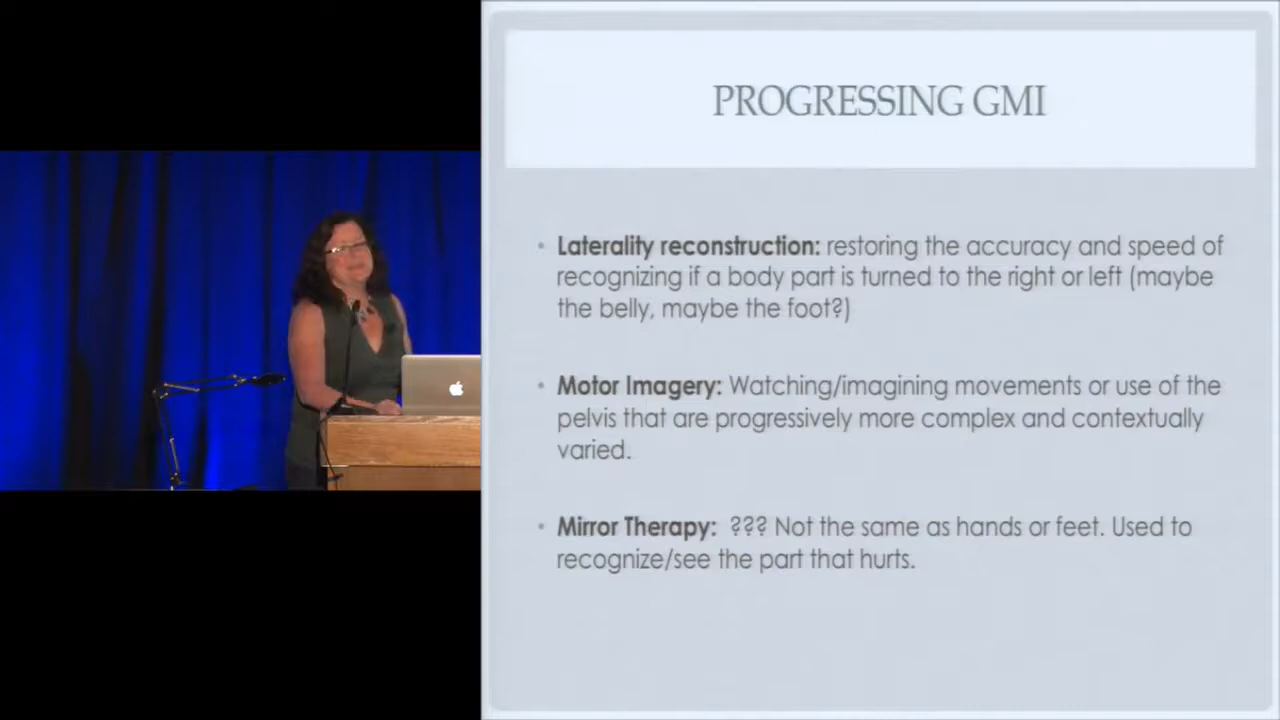 PROGRESSING GMI
• Laterality reconstruction: restoring the accuracy and speed of
recognizing if a body part is turned to the right or left (maybe
the belly, maybe the foot?)
• Motor Imagery: Watching/imagining movements or use of the
pelvis that are progressively more complex and contextually
varied.
• Mirror Therapy:  ??? Not the same as hands or feet. Used to
recognize/see the part that hurts.